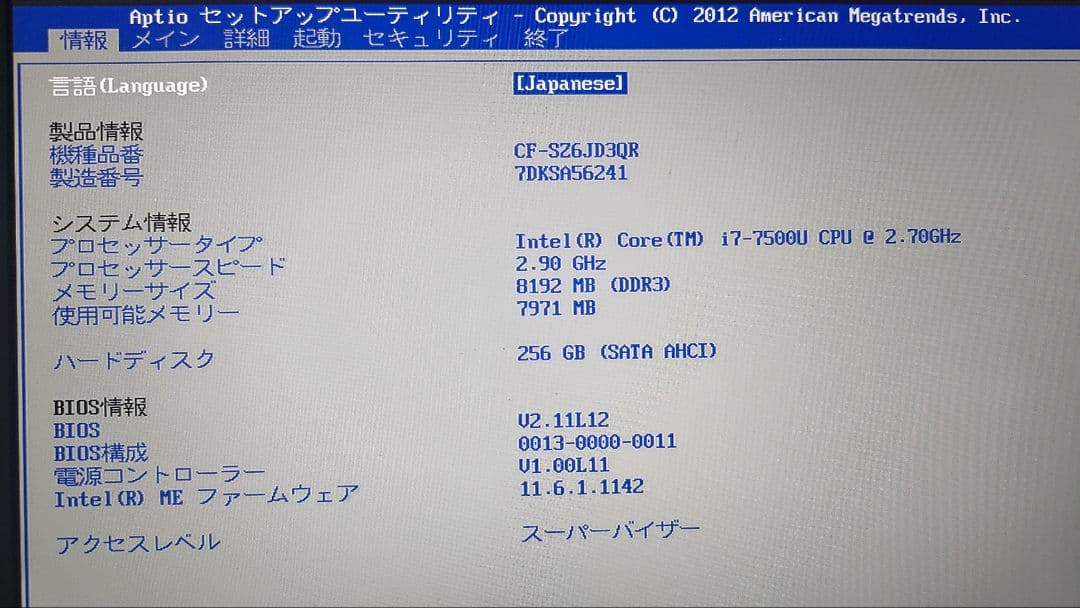 Aptio セットアップユーティリティ - Copyright (C) 2012 American Megatrends, Inc.
情報 メイン 詳細 起動 セキュリティ 終了
言語(Language) [Japanese]
製品情報
機種品番 CF-SZ6JD3QR
製造番号 7DKSA56241
システム情報
プロセッサータイプ Intel(R) Core(TM) i7-7500U CPU @ 2.70GHz
プロセッサースピード 2.90 GHz
メモリーサイズ 8192 MB (DDR3)
使用可能メモリー 7971 MB
ハードディスク 256 GB (SATA AHCI)
BIOS情報
BIOS V2.11L12
BIOS構成 0013-0000-0011
電源コントローラー V1.00L11
Intel(R) ME ファームウェア 11.6.1.1142
アクセスレベル スーパーバイザー